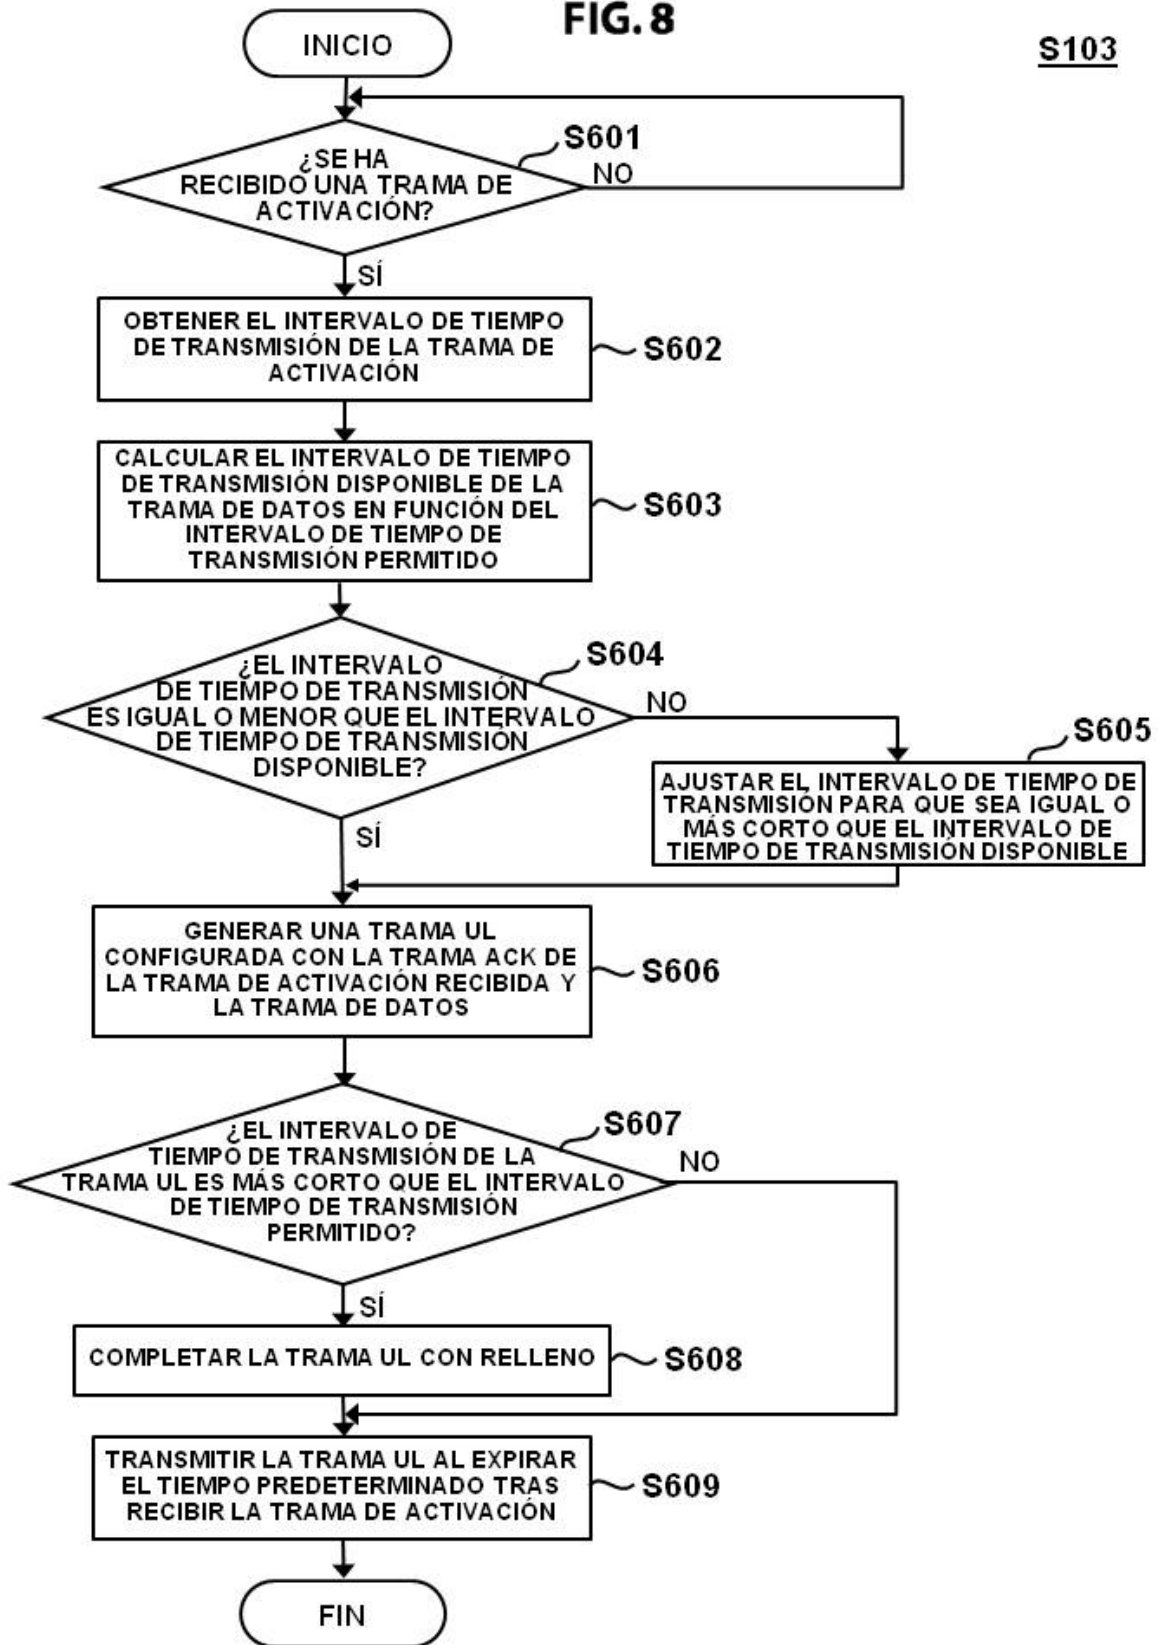 FIG. 8
S103
INICIO
S601
¿SE HA
RECIBIDO UNA TRAMA DE
ACTIVACIÓN?
NO
SÍ
OBTENER EL INTERVALO DE TIEMPO
DE TRANSMISIÓN DE LA TRAMA DE
ACTIVACIÓN
S602
CALCULAR EL INTERVALO DE TIEMPO
DE TRANSMISIÓN DISPONIBLE DE LA
TRAMA DE DATOS EN FUNCIÓN DEL
INTERVALO DE TIEMPO DE
TRANSMISIÓN PERMITIDO
S603
S604
¿EL INTERVALO
DE TIEMPO DE TRANSMISIÓN
ES IGUAL O MENOR QUE EL INTERVALO
DE TIEMPO DE TRANSMISIÓN
DISPONIBLE?
NO
S605
AJUSTAR EL INTERVALO DE TIEMPO DE
TRANSMISIÓN PARA QUE SEA IGUAL O
MÁS CORTO QUE EL INTERVALO DE
TIEMPO DE TRANSMISIÓN DISPONIBLE
SÍ
GENERAR UNA TRAMA UL
CONFIGURADA CON LA TRAMA ACK DE
LA TRAMA DE ACTIVACIÓN RECIBIDA Y
LA TRAMA DE DATOS
S606
S607
¿EL INTERVALO DE
TIEMPO DE TRANSMISIÓN DE LA
TRAMA UL ES MÁS CORTO QUE EL INTERVALO
DE TIEMPO DE TRANSMISIÓN
PERMITIDO?
NO
SÍ
COMPLETAR LA TRAMA UL CON RELLENO
S608
TRANSMITIR LA TRAMA UL AL EXPIRAR
EL TIEMPO PREDETERMINADO TRAS
RECIBIR LA TRAMA DE ACTIVACIÓN
S609
FIN